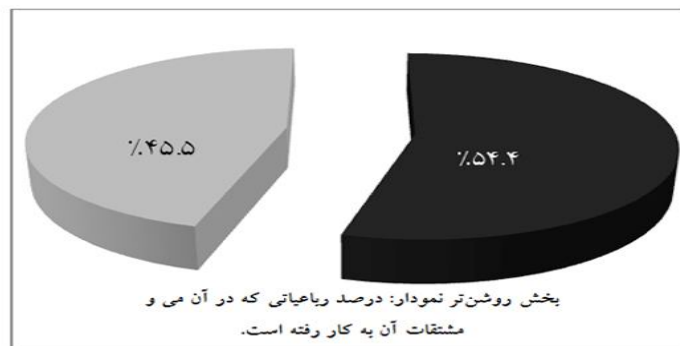 ٪۴۵.۵
٪۵۴.۴
بخش روشن‌تر نمودار: درصد رباعیاتی که در آن می و
مشتقات آن به کار رفته است.